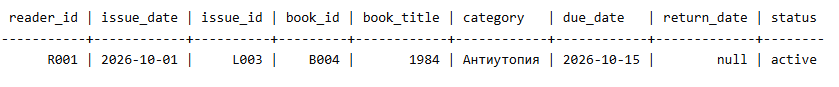 reader_id | issue_date | issue_id | book_id | book_title | category | due_date | return_date | status
-----------+------------+----------+---------+------------+-----------+------------+-------------+--------
R001 | 2026-10-01 | L003 | B004 | 1984 | Антиутопия | 2026-10-15 | null | active